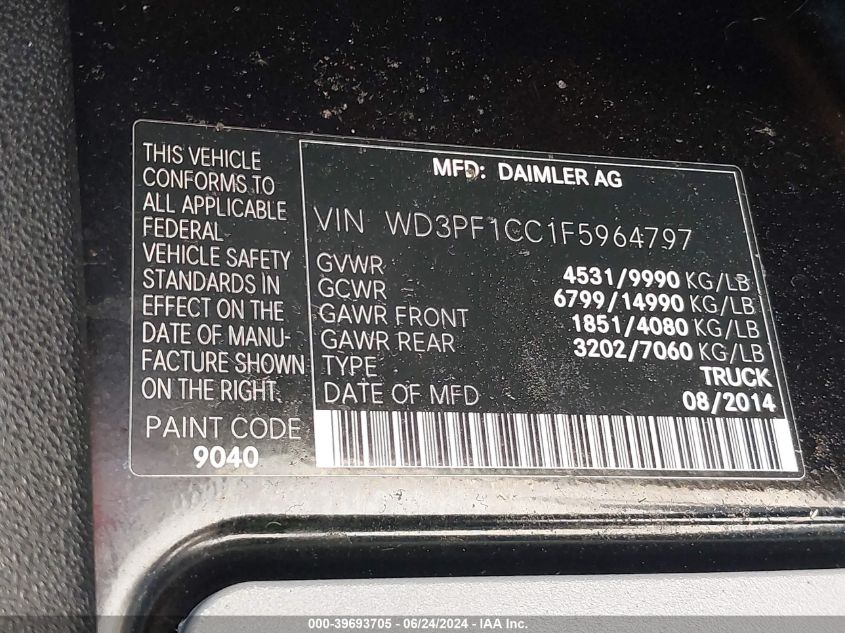 THIS VEHICLE
CONFORMS TO
ALL APPLICABLE
FEDERAL
VEHICLE SAFETY
STANDARDS IN
EFFECT ON THE
DATE OF MANU-
FACTURE SHOWN
ON THE RIGHT.
PAINT CODE
9040
MFD: DAIMLER AG
VIN WD3PF1CC1F5964797
GVWR 4531/9990 KG/LB
GCWR 6799/14990 KG/LB
GAWR FRONT 1851/4080 KG/LB
GAWR REAR 3202/7060 KG/LB
TYPE TRUCK
DATE OF MFD 08/2014
000-39693705 - 06/24/2024 - IAA Inc.